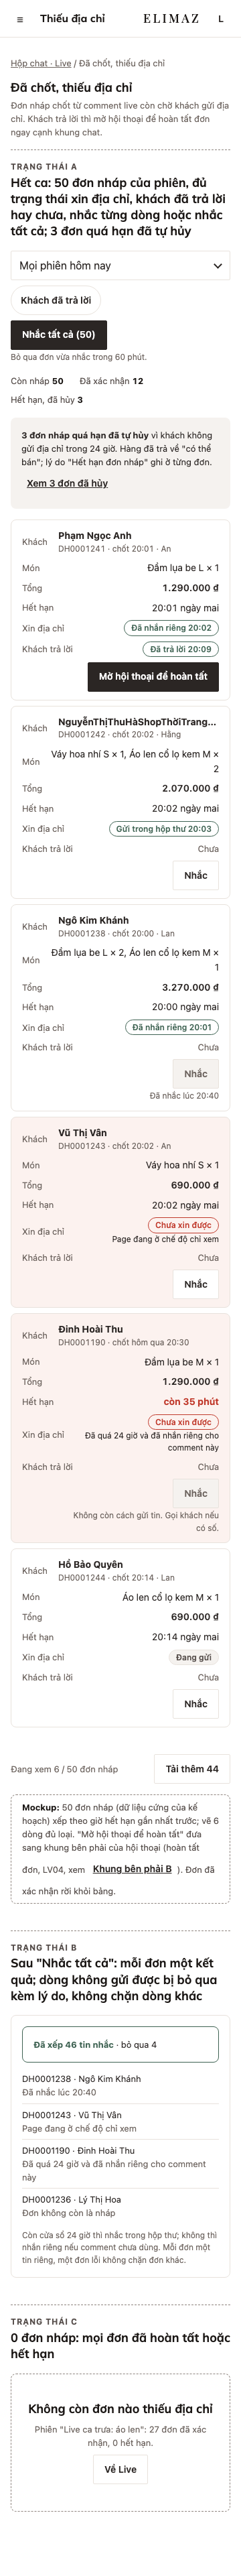 ≡ Thiếu địa chỉ ELIMAZ L
Hộp chat · Live / Đã chốt, thiếu địa chỉ
Đã chốt, thiếu địa chỉ
Đơn nháp chốt từ comment live còn chờ khách gửi địa
chỉ. Khách trả lời thì mở hội thoại để hoàn tất đơn
ngay cạnh khung chat.
TRẠNG THÁI A
Hết ca: 50 đơn nháp của phiên, đủ
trạng thái xin địa chỉ, khách đã trả lời
hay chưa, nhắc từng dòng hoặc nhắc
tất cả; 3 đơn quá hạn đã tự hủy
Mọi phiên hôm nay
Khách đã trả lời
Nhắc tất cả (50)
Bỏ qua đơn vừa nhắc trong 60 phút.
Còn nháp 50 Đã xác nhận 12
Hết hạn, đã hủy 3
3 đơn nháp quá hạn đã tự hủy vì khách không
gửi địa chỉ trong 24 giờ. Hàng đã trả về "có thể
bán"; lý do "Hết hạn đơn nháp" ghi ở từng đơn.
Xem 3 đơn đã hủy
Khách Phạm Ngọc Anh
DH0001241 · chốt 20:01 · An
Món Đầm lụa be L × 1
Tổng 1.290.000 ₫
Hết hạn 20:01 ngày mai
Xin địa chỉ Đã nhắn riêng 20:02
Khách trả lời Đã trả lời 20:09
Mở hội thoại để hoàn tất
Khách NguyễnThịThuHàShopThờiTrang...
DH0001242 · chốt 20:02 · Hằng
Món Váy hoa nhí S × 1, Áo len cổ lọ kem M ×
2
Tổng 2.070.000 ₫
Hết hạn 20:02 ngày mai
Xin địa chỉ Gửi trong hộp thư 20:03
Khách trả lời Chưa
Nhắc
Khách Ngô Kim Khánh
DH0001238 · chốt 20:00 · Lan
Món Đầm lụa be L × 2, Áo len cổ lọ kem M ×
1
Tổng 3.270.000 ₫
Hết hạn 20:00 ngày mai
Xin địa chỉ Đã nhắn riêng 20:01
Khách trả lời Chưa
Nhắc
Đã nhắc lúc 20:40
Khách Vũ Thị Vân
DH0001243 · chốt 20:02 · An
Món Váy hoa nhí S × 1
Tổng 690.000 ₫
Hết hạn 20:02 ngày mai
Xin địa chỉ Chưa xin được
Page đang ở chế độ chỉ xem
Khách trả lời Chưa
Nhắc
Khách Đinh Hoài Thu
DH0001190 · chốt hôm qua 20:30
Món Đầm lụa be M × 1
Tổng 1.290.000 ₫
Hết hạn còn 35 phút
Xin địa chỉ Chưa xin được
Đã quá 24 giờ và đã nhắn riêng cho
comment này
Khách trả lời Chưa
Nhắc
Không còn cách gửi tin. Gọi khách nếu
có số.
Khách Hồ Bảo Quyên
DH0001244 · chốt 20:14 · Lan
Món Áo len cổ lọ kem M × 1
Tổng 690.000 ₫
Hết hạn 20:14 ngày mai
Xin địa chỉ Đang gửi
Khách trả lời Chưa
Nhắc
Đang xem 6 / 50 đơn nháp Tải thêm 44
Mockup: 50 đơn nháp (dữ liệu cứng của kế
hoạch) xếp theo giờ hết hạn gần nhất trước; vẽ 6
dòng đủ loại. "Mở hội thoại để hoàn tất" đưa
sang khung bên phải của hội thoại (hoàn tất
đơn, LV04, xem Khung bên phải B ). Đơn đã
xác nhận rời khỏi bảng.
TRẠNG THÁI B
Sau "Nhắc tất cả": mỗi đơn một kết
quả; dòng không gửi được bị bỏ qua
kèm lý do, không chặn dòng khác
Đã xếp 46 tin nhắc · bỏ qua 4
DH0001238 · Ngô Kim Khánh
Đã nhắc lúc 20:40
DH0001243 · Vũ Thị Vân
Page đang ở chế độ chỉ xem
DH0001190 · Đinh Hoài Thu
Đã quá 24 giờ và đã nhắn riêng cho comment
này
DH0001236 · Lý Thị Hoa
Đơn không còn là nháp
Còn cửa sổ 24 giờ thì nhắc trong hộp thư; không thì
nhắn riêng nếu comment chưa dùng. Mỗi đơn một
tin riêng, một đơn lỗi không chặn đơn khác.
TRẠNG THÁI C
0 đơn nháp: mọi đơn đã hoàn tất hoặc
hết hạn
Không còn đơn nào thiếu địa chỉ
Phiên "Live ca trưa: áo len": 27 đơn đã xác
nhận, 0 hết hạn.
Về Live